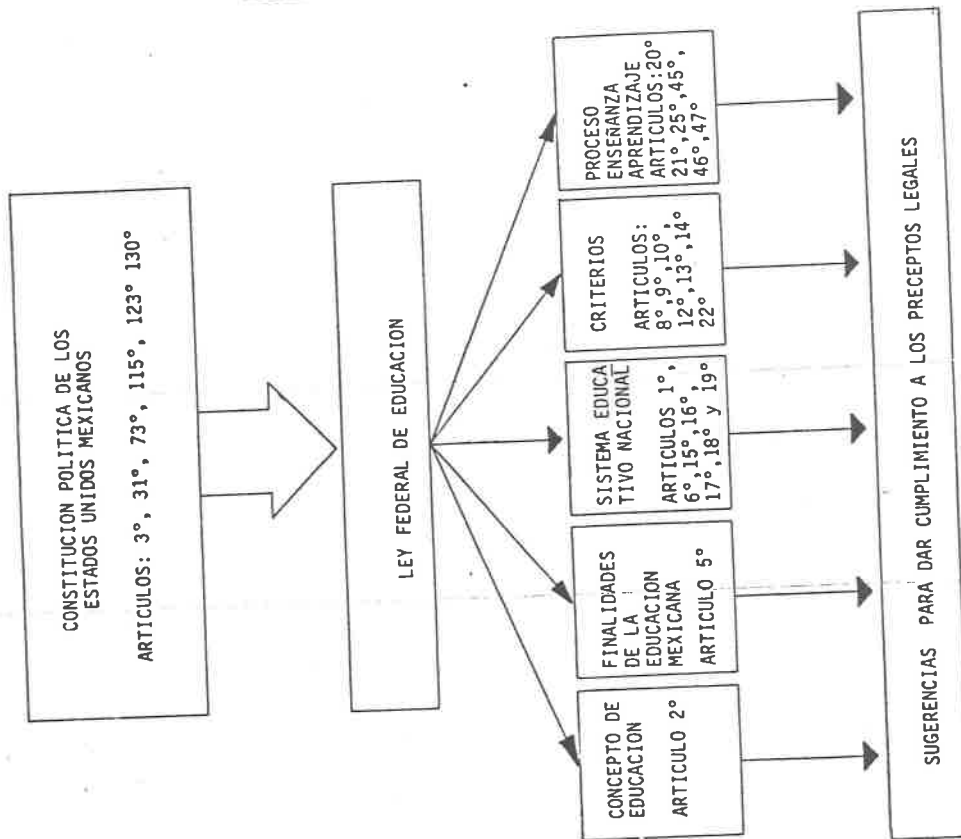 CONSTITUCION POLITICA DE LOS
ESTADOS UNIDOS MEXICANOS
ARTICULOS: 3°, 31°, 73°, 115°, 123° 130°
LEY FEDERAL DE EDUCACION
CONCEPTO DE
EDUCACION
ARTICULO 2°
FINALIDADES
DE LA
EDUCACION
MEXICANA
ARTICULO 5°
SISTEMA EDUCA
TIVO NACIONAL
ARTICULOS 1°,
6°,15°,16°,
17°,18° y 19°
CRITERIOS
ARTICULOS:
8°,9°,10°,
12°,13°,14°
22°
PROCESO
ENSEÑANZA
APRENDIZAJE
ARTICULOS:20°
21°,25°,45°,
46°,47°
SUGERENCIAS PARA DAR CUMPLIMIENTO A LOS PRECEPTOS LEGALES